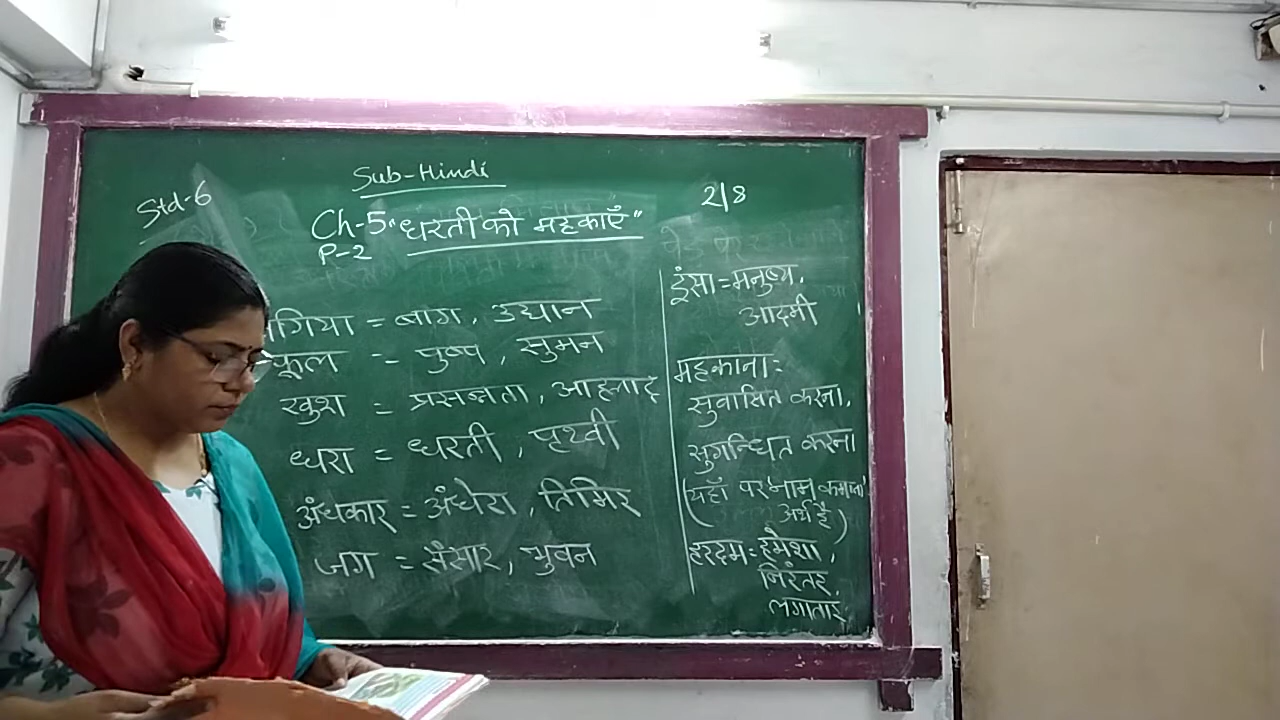 Sub-Hindi
Std-6
2/8
Ch-5 "धरती को महकाएँ"
P-2
गिया = बाग, उद्यान
फूल = पुष्प, सुमन
खुश = प्रसन्नता, आह्लाद
धरा = धरती, पृथ्वी
अंधकार = अंधेरा, तिमिर
जग = संसार, भुवन
इंसा = मनुष्य,
आदमी
महकाना =
सुवासित करना,
सुगन्धित करना
(यहाँ पर 'नाम कमाना'
अर्थ है)
हरदम = हमेशा,
निरंतर,
लगातार